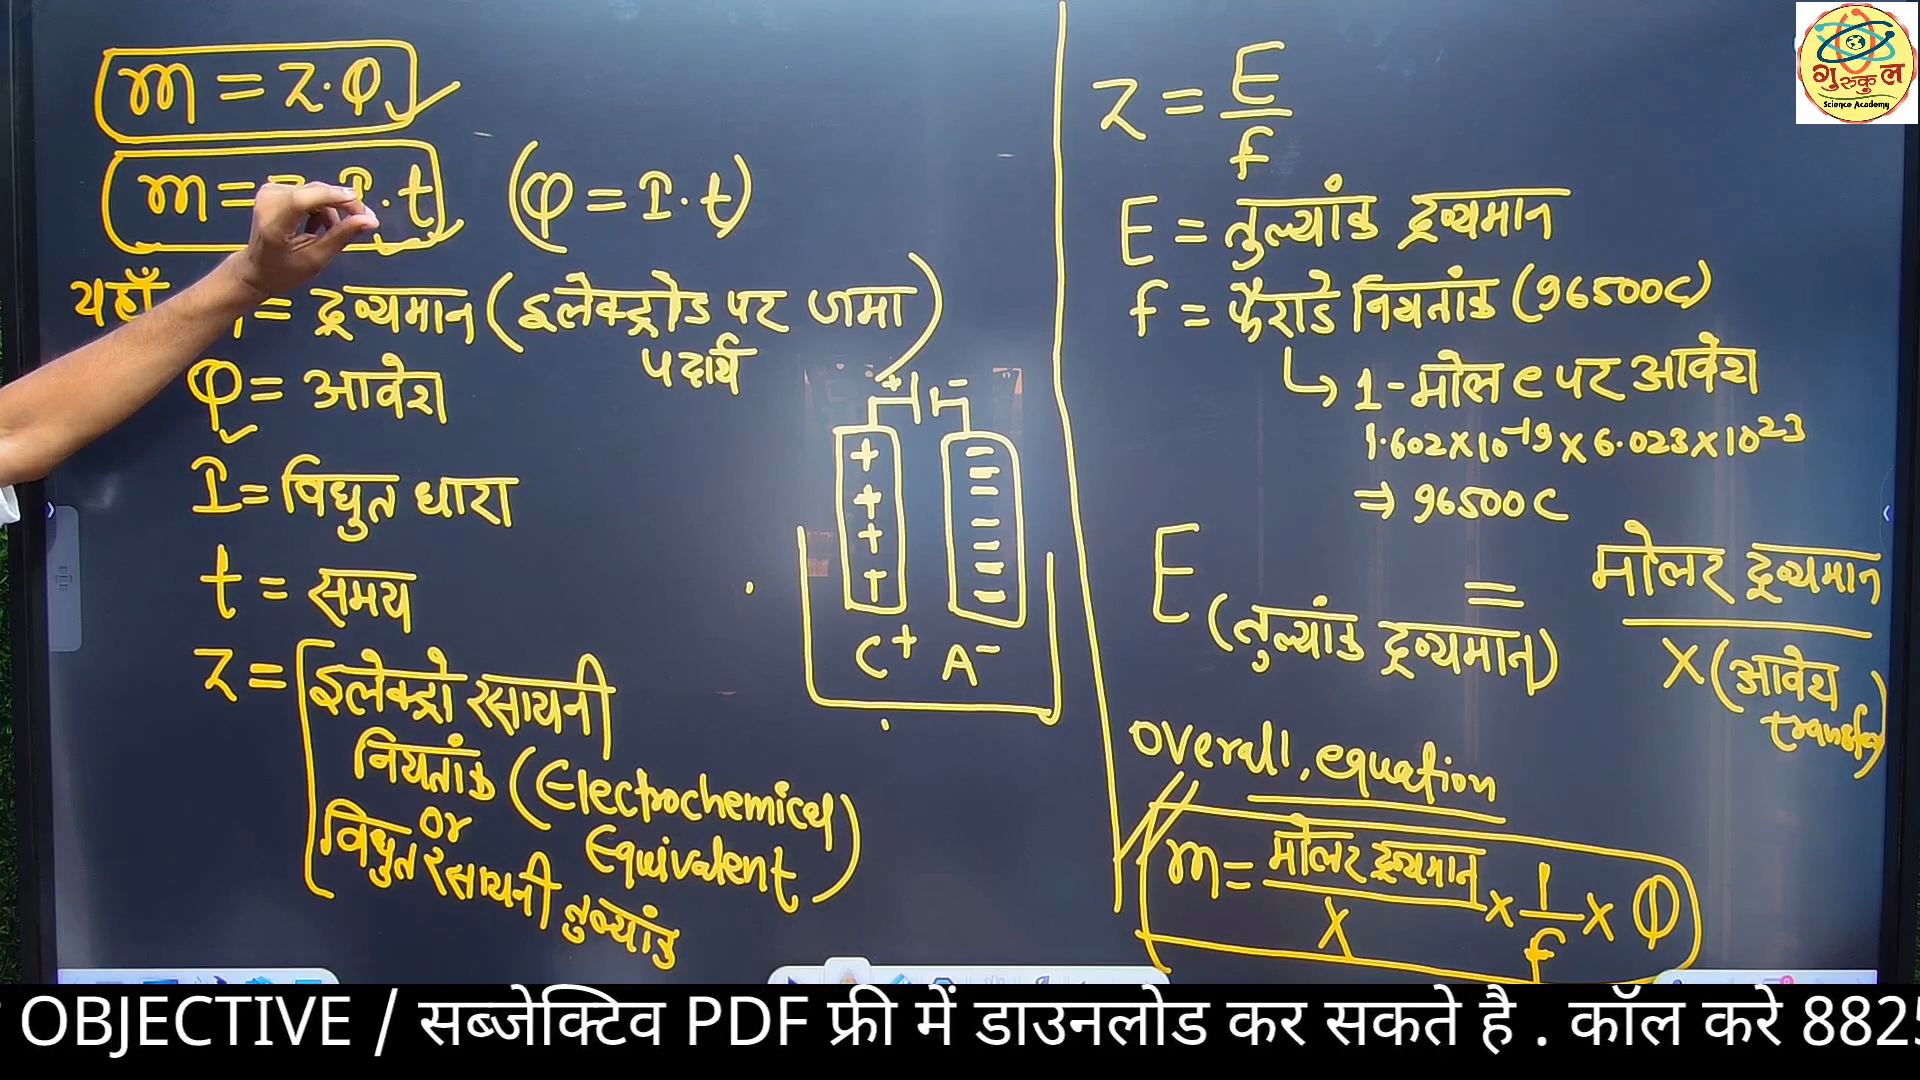 m = Z.Q
m = Z.I.t (Q = I.t)
यहाँ m = द्रव्यमान (इलेक्ट्रोड पर जमा पदार्थ)
Q = आवेश
I = विधुत धारा
t = समय
Z = इलेक्ट्रो रसायनी
नियतांक (Electrochemical
or Equivalent)
विधुत रसायनी तुल्यांक
+ -
+ -
+ -
+ -
+ -
-
-
C+ A-
Z = E/f
E = तुल्यांक द्रव्यमान
f = फैराडे नियतांक (96500C)
↳ 1-मोल e पर आवेश
1.602×10^-19 × 6.023×10^23
⇒ 96500C
E (तुल्यांक द्रव्यमान) = मोलर द्रव्यमान / X (आवेश transfer)
overall, equation
m = मोलर द्रव्यमान / X × 1/f × Q
गुरुकुल
Science Academy
OBJECTIVE / सब्जेक्टिव PDF फ्री में डाउनलोड कर सकते है . कॉल करे 8825